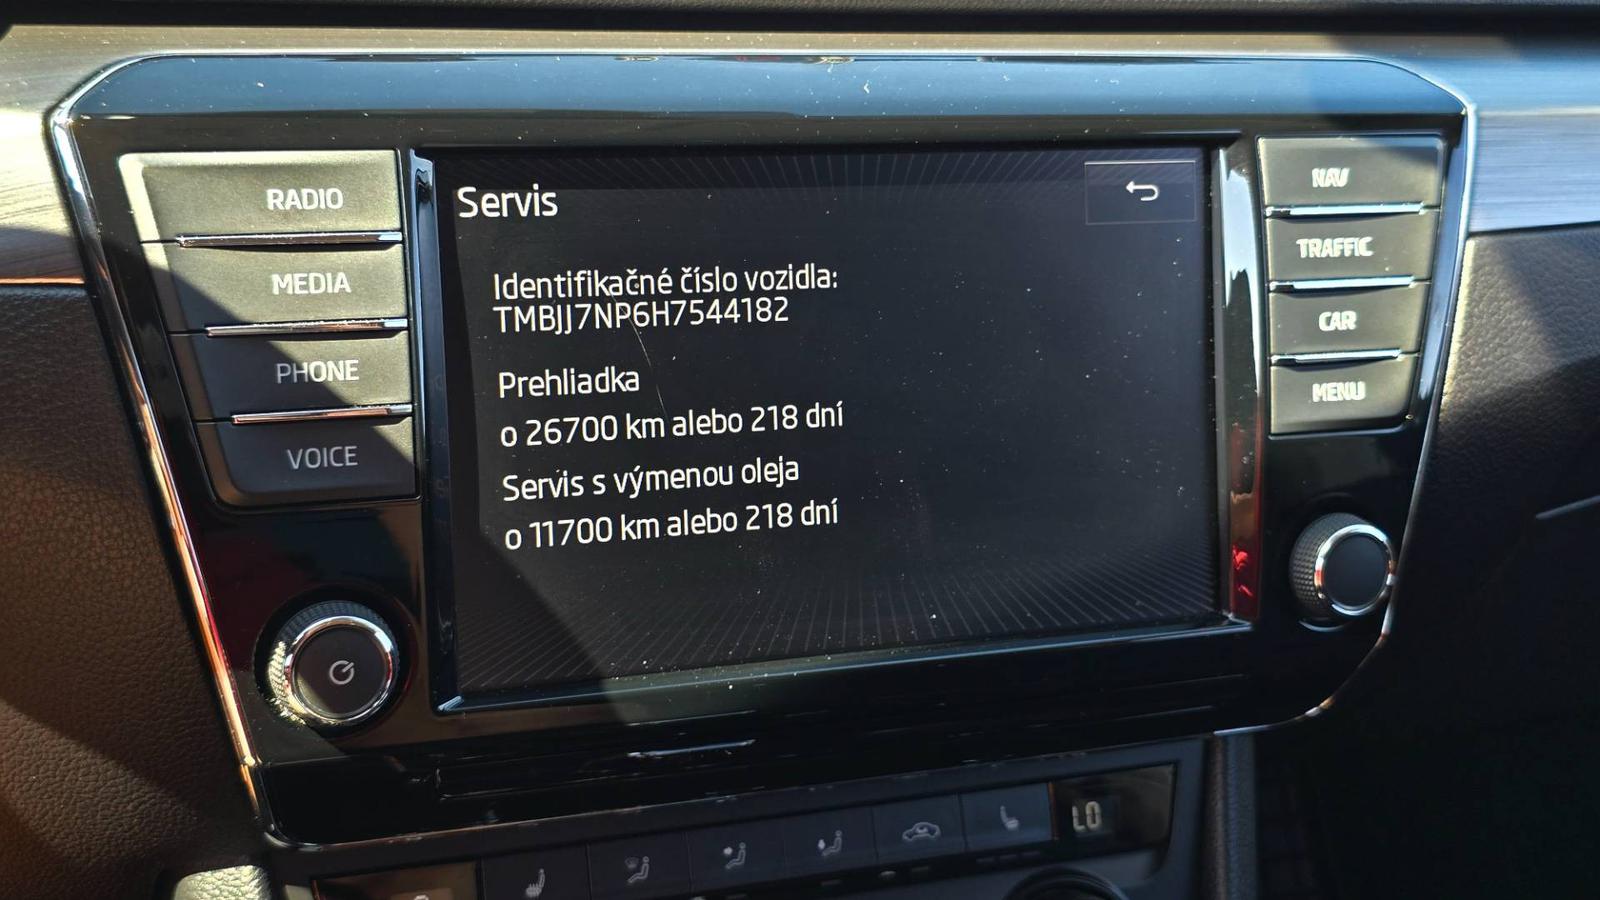 RADIO
MEDIA
PHONE
VOICE
Servis
Identifikačné číslo vozidla:
TMBJJ7NP6H7544182
Prehliadka
o 26700 km alebo 218 dní
Servis s výmenou oleja
o 11700 km alebo 218 dní
NAV
TRAFFIC
CAR
MENU
LO